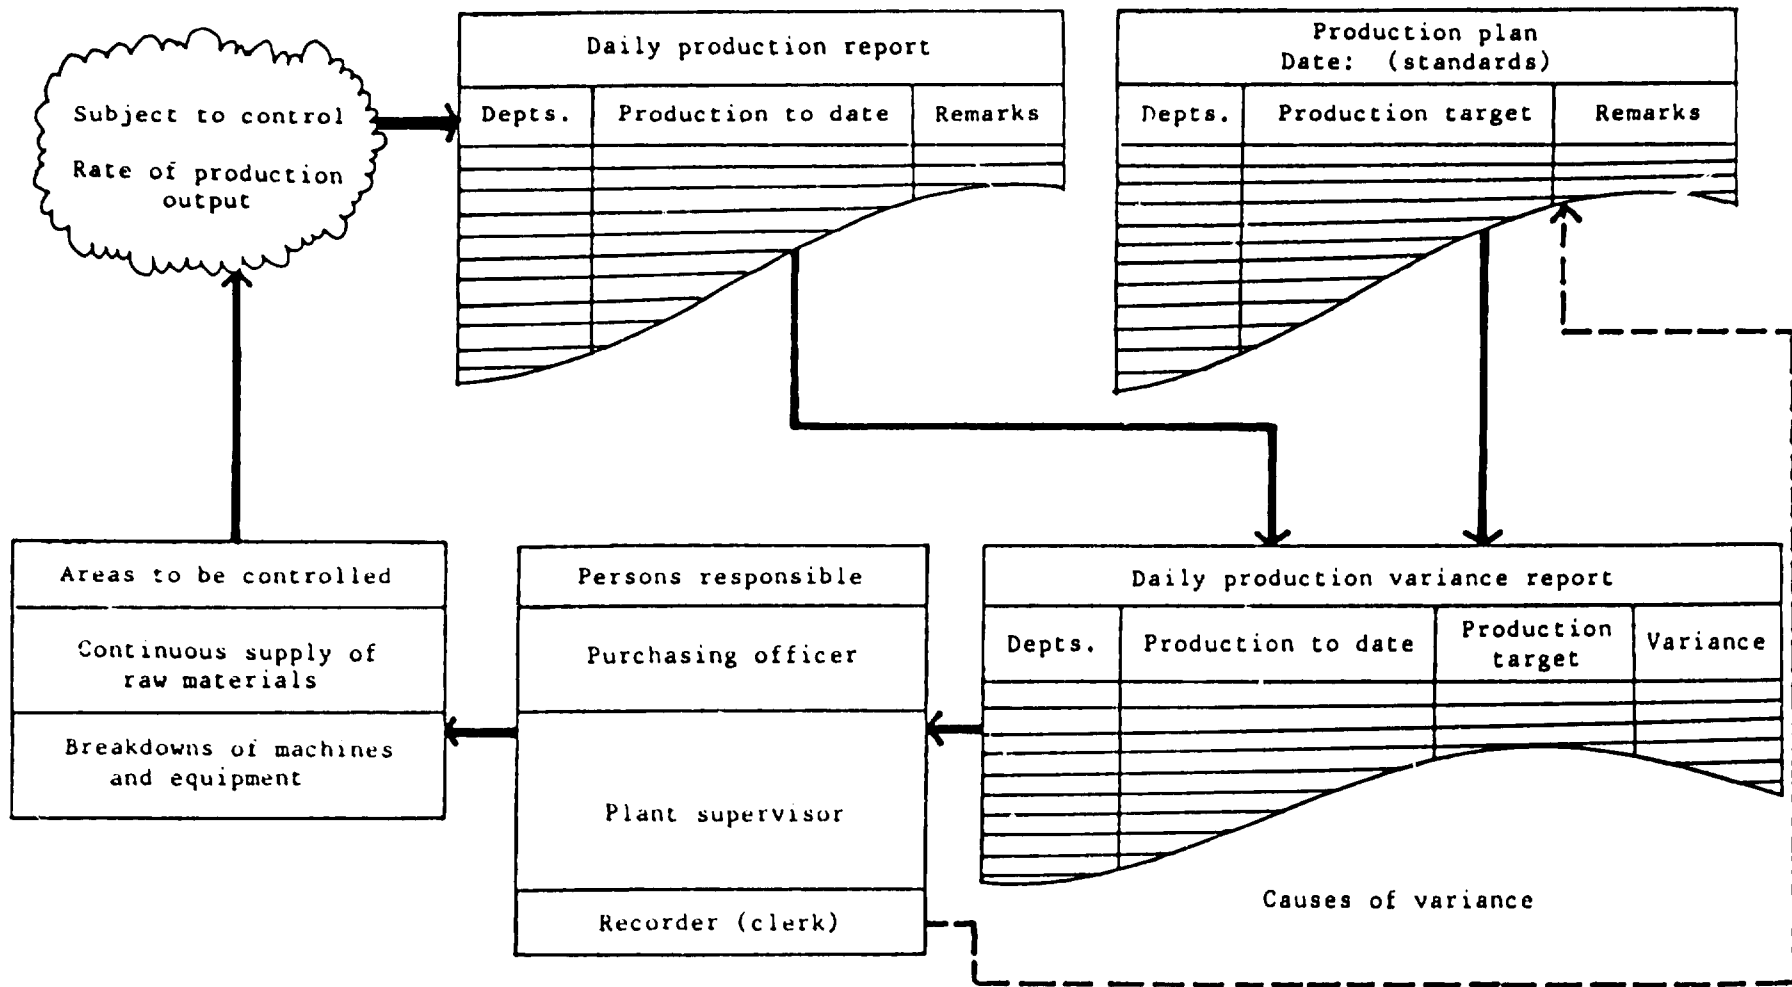 Subject to control
Rate of production
output
Daily production report
Depts.
Production to date
Remarks
Production plan
Date: (standards)
Depts.
Production target
Remarks
Areas to be controlled
Continuous supply of
raw materials
Breakdowns of machines
and equipment
Persons responsible
Purchasing officer
Plant supervisor
Recorder (clerk)
Daily production variance report
Depts.
Production to date
Production
target
Variance
Causes of variance